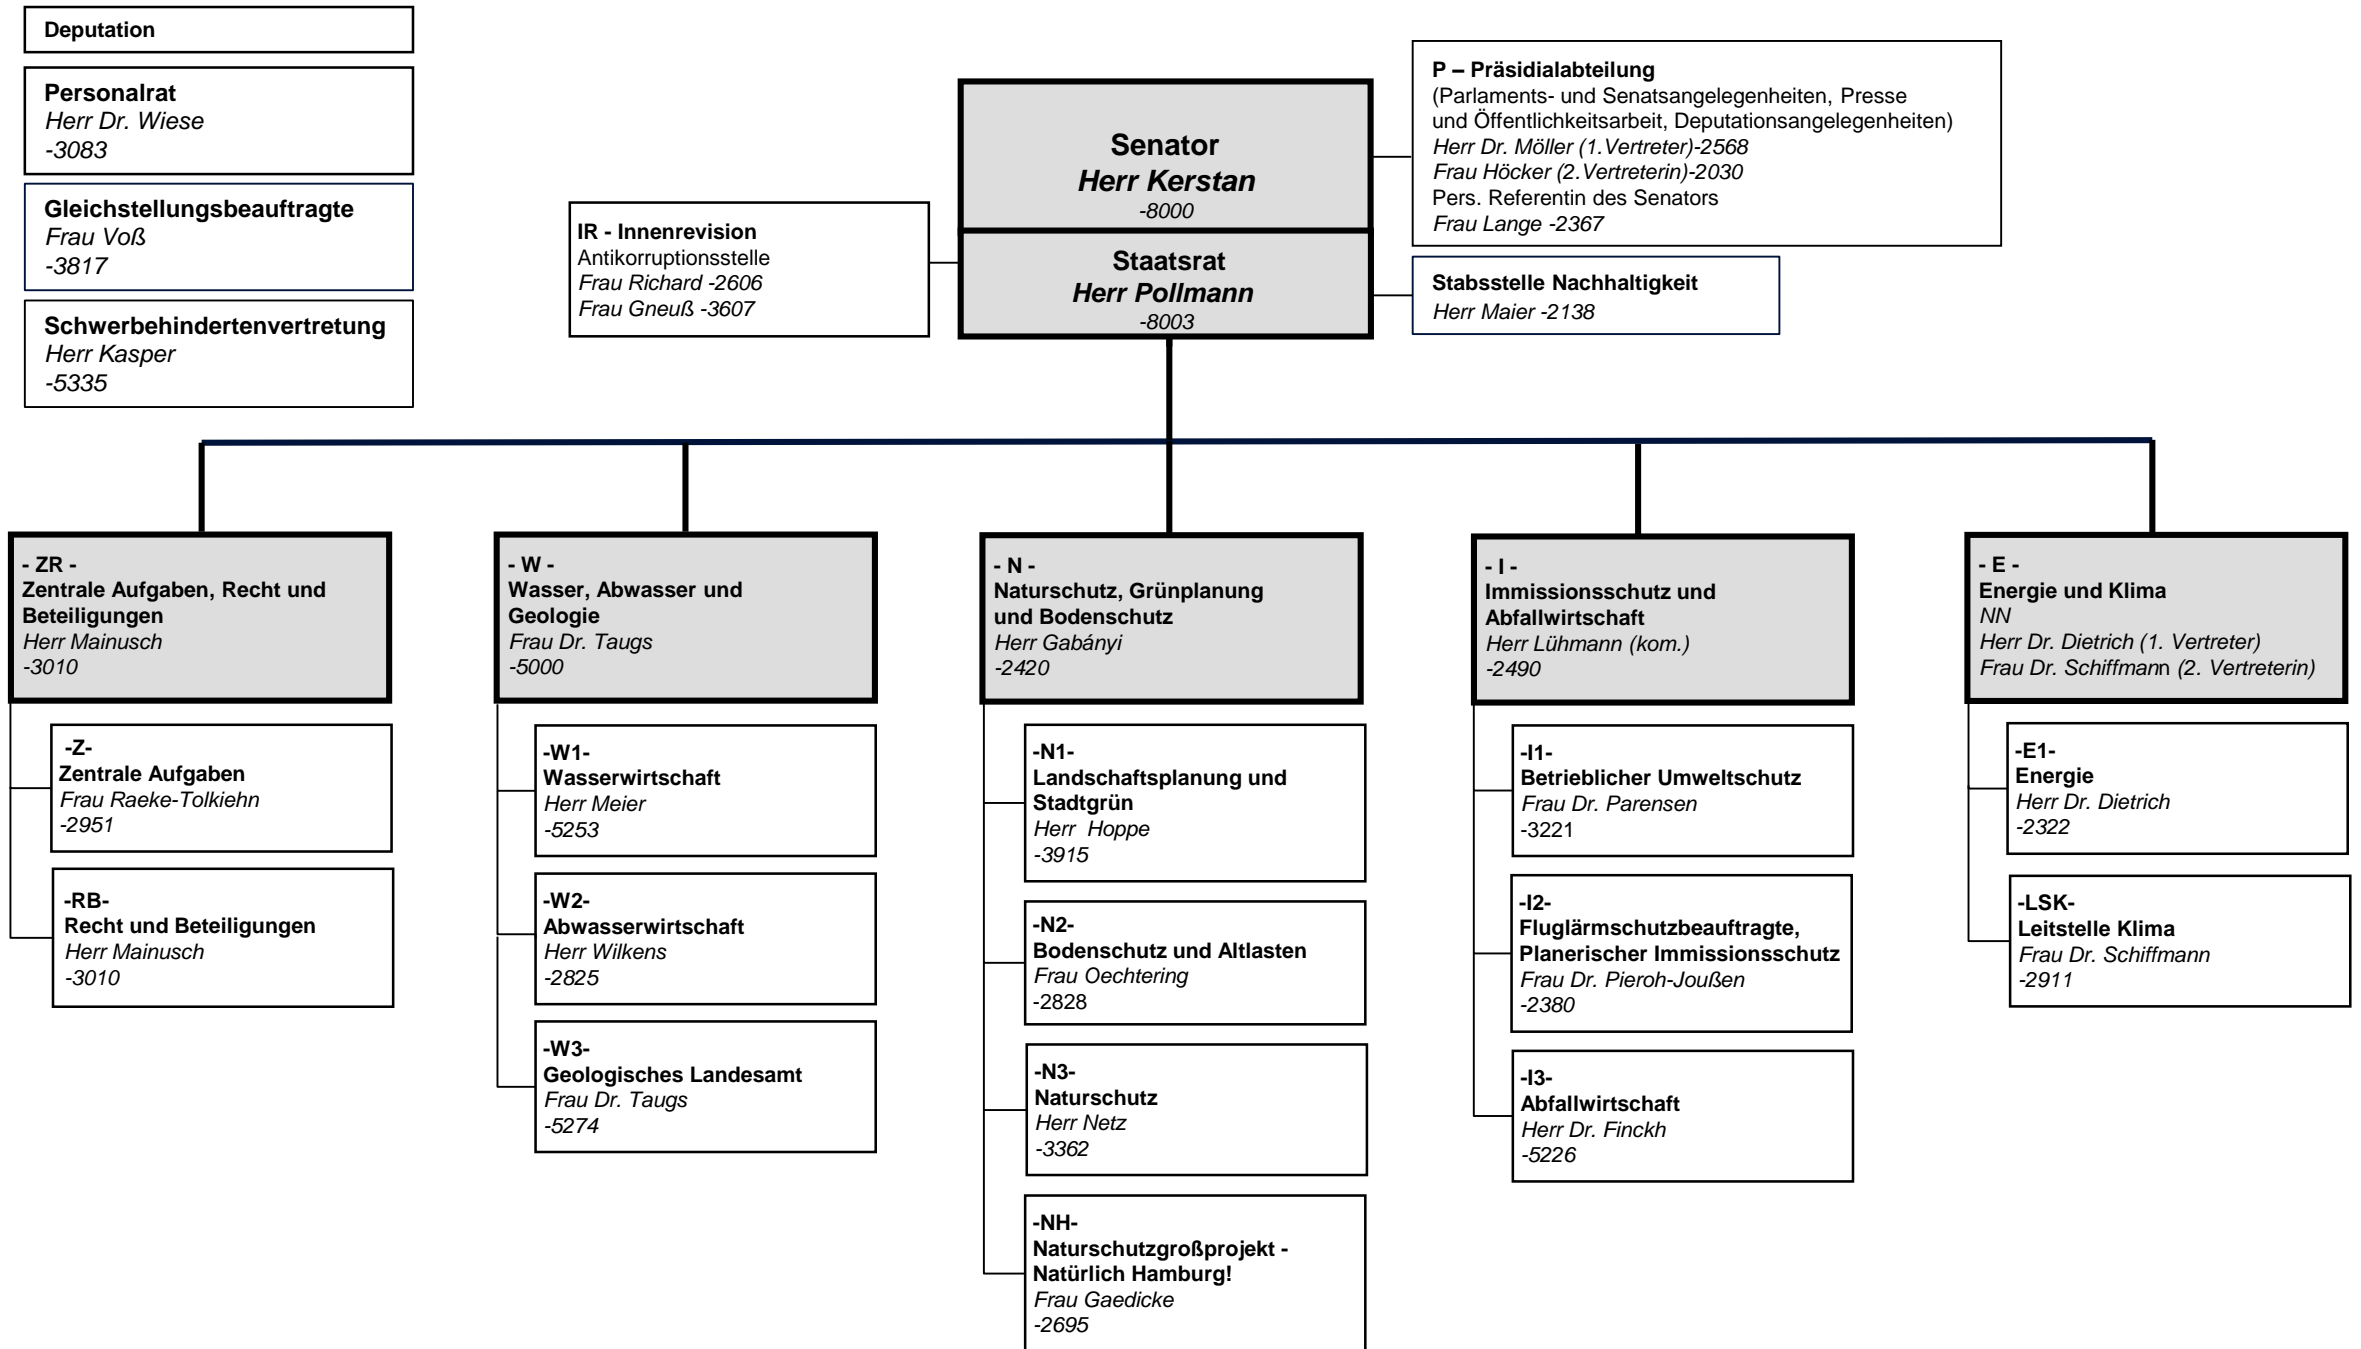 Deputation
Personalrat
Herr Dr. Wiese
-3083
Gleichstellungsbeauftragte
Frau Voß
-3817
Schwerbehindertenvertretung
Herr Kasper
-5335
IR - Innenrevision
Antikorruptionsstelle
Frau Richard -2606
Frau Gneuß -3607
Senator
Herr Kerstan
-8000
Staatsrat
Herr Pollmann
-8003
P – Präsidialabteilung
(Parlaments- und Senatsangelegenheiten, Presse
und Öffentlichkeitsarbeit, Deputationsangelegenheiten)
Herr Dr. Möller (1.Vertreter)-2568
Frau Höcker (2.Vertreterin)-2030
Pers. Referentin des Senators
Frau Lange -2367
Stabsstelle Nachhaltigkeit
Herr Maier -2138
- ZR -
Zentrale Aufgaben, Recht und
Beteiligungen
Herr Mainusch
-3010
-Z-
Zentrale Aufgaben
Frau Raeke-Tolkiehn
-2951
-RB-
Recht und Beteiligungen
Herr Mainusch
-3010
- W -
Wasser, Abwasser und
Geologie
Frau Dr. Taugs
-5000
-W1-
Wasserwirtschaft
Herr Meier
-5253
-W2-
Abwasserwirtschaft
Herr Wilkens
-2825
-W3-
Geologisches Landesamt
Frau Dr. Taugs
-5274
- N -
Naturschutz, Grünplanung
und Bodenschutz
Herr Gabányi
-2420
-N1-
Landschaftsplanung und
Stadtgrün
Herr Hoppe
-3915
-N2-
Bodenschutz und Altlasten
Frau Oechtering
-2828
-N3-
Naturschutz
Herr Netz
-3362
-NH-
Naturschutzgroßprojekt -
Natürlich Hamburg!
Frau Gaedicke
-2695
- I -
Immissionsschutz und
Abfallwirtschaft
Herr Lühmann (kom.)
-2490
-I1-
Betrieblicher Umweltschutz
Frau Dr. Parensen
-3221
-I2-
Fluglärmschutzbeauftragte,
Planerischer Immissionsschutz
Frau Dr. Pieroh-Joußen
-2380
-I3-
Abfallwirtschaft
Herr Dr. Finckh
-5226
- E -
Energie und Klima
NN
Herr Dr. Dietrich (1. Vertreter)
Frau Dr. Schiffmann (2. Vertreterin)
-E1-
Energie
Herr Dr. Dietrich
-2322
-LSK-
Leitstelle Klima
Frau Dr. Schiffmann
-2911